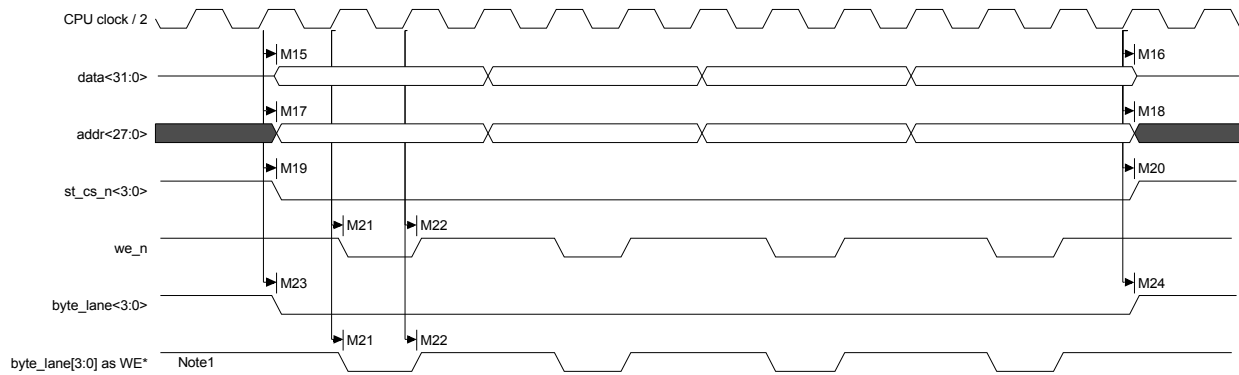 CPU clock / 2
M15 M16
data<31:0>
M17 M18
addr<27:0>
M19 M20
st_cs_n<3:0>
M21 M22
we_n
M23 M24
byte_lane<3:0>
M21 M22
byte_lane[3:0] as WE* Note1